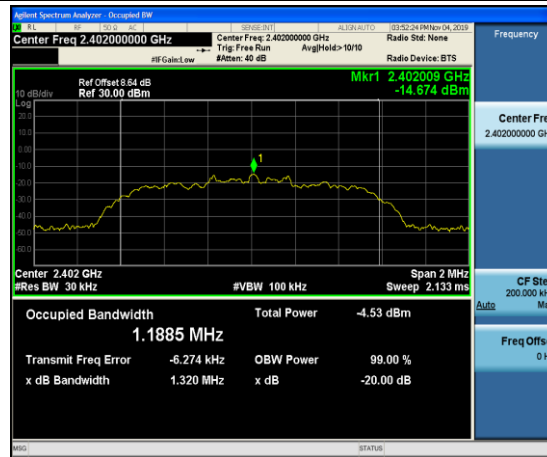 Agilent Spectrum Analyzer - Occupied BW
RL RF 50 Ω AC SENSE:INT ALIGN AUTO 03:52:24 PM Nov 04, 2019
Center Freq 2.402000000 GHz
Center Freq: 2.402000000 GHz
Radio Std: None
Trig: Free Run Avg|Hold:>10/10
#IFGain:Low #Atten: 40 dB Radio Device: BTS
Frequency
Mkr1 2.402009 GHz
-14.674 dBm
Ref Offset 8.64 dB
10 dB/div Ref 30.00 dBm
Log
20.0
10.0
0.00
-10.0
-20.0
-30.0
-40.0
-50.0
-60.0
1
Center 2.402 GHz Span 2 MHz
#Res BW 30 kHz #VBW 100 kHz Sweep 2.133 ms
Occupied Bandwidth Total Power -4.53 dBm
1.1885 MHz
Transmit Freq Error -6.274 kHz OBW Power 99.00 %
x dB Bandwidth 1.320 MHz x dB -20.00 dB
Center Fre
2.402000000 GH
CF Ste
200.000 kH
Auto Ma
Freq Offs
0 H
MSG STATUS